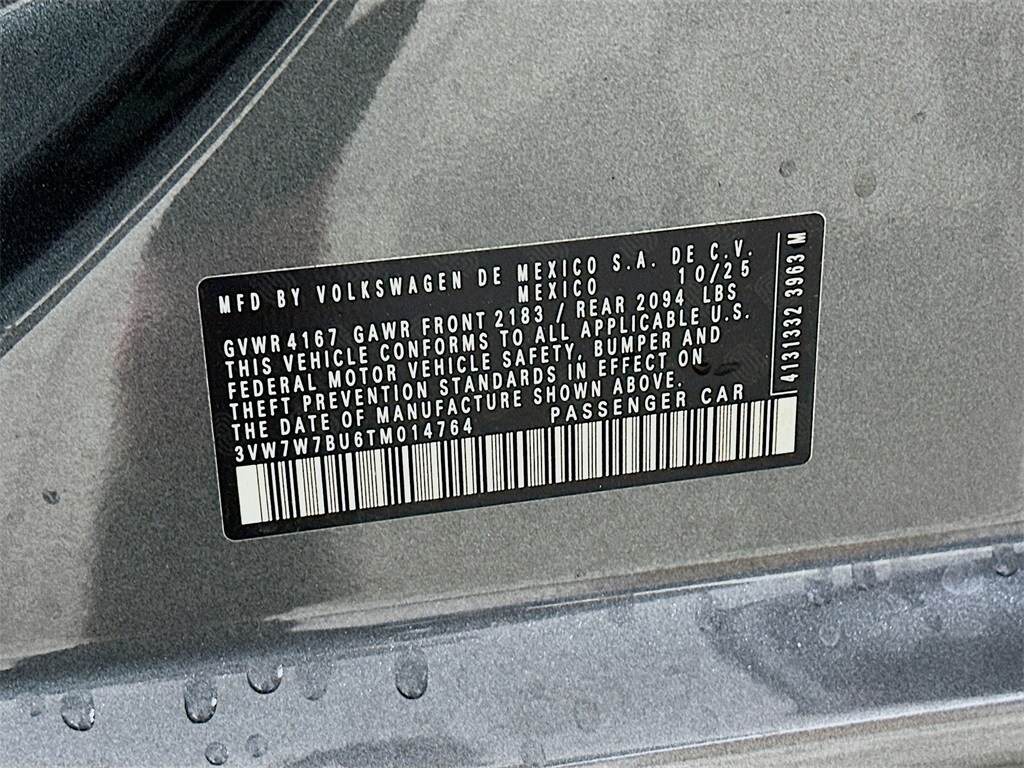 MFD BY VOLKSWAGEN DE MEXICO S.A. DE C.V.
MEXICO 10/25
GVWR 4167 GAWR FRONT 2183 / REAR 2094 LBS
THIS VEHICLE CONFORMS TO ALL APPLICABLE U.S.
FEDERAL MOTOR VEHICLE SAFETY, BUMPER AND
THEFT PREVENTION STANDARDS IN EFFECT ON
THE DATE OF MANUFACTURE SHOWN ABOVE.
3VW7W7BU6TM014764 PASSENGER CAR
4131332 3963 M